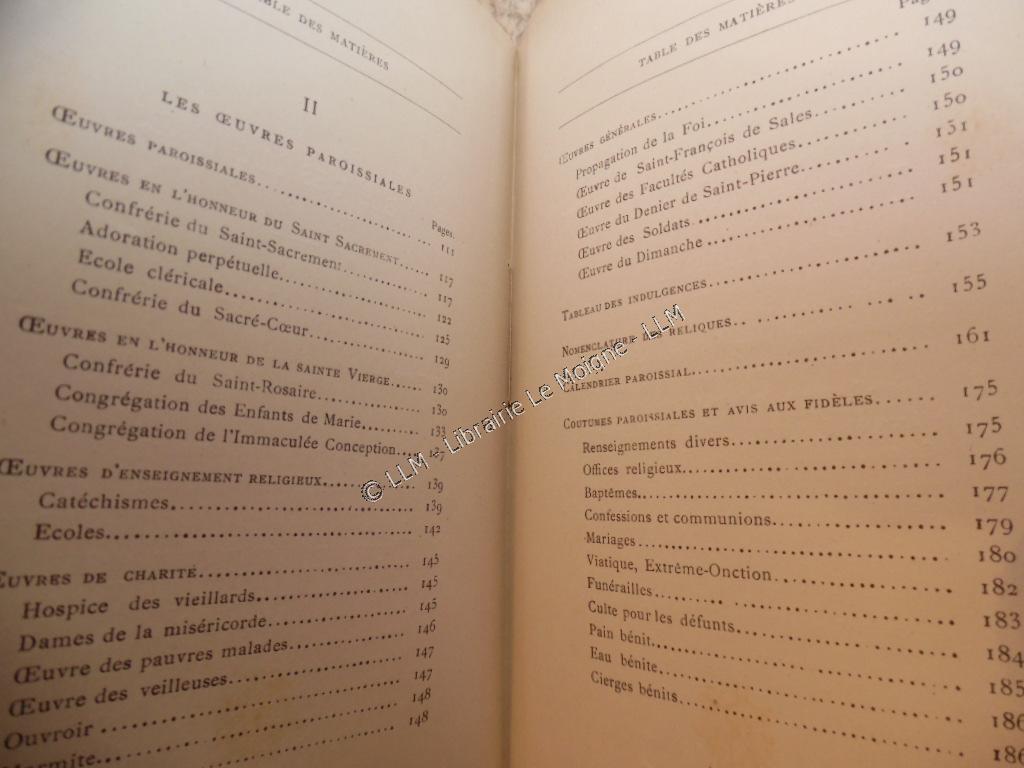 TABLE DES MATIÈRES
II
LES ŒUVRES PAROISSIALES
Pages.
ŒUVRES PAROISSIALES.................. 111
ŒUVRES EN L'HONNEUR DU SAINT SACREMENT...... 117
Confrérie du Saint-Sacrement............ 117
Adoration perpétuelle.................. 122
Ecole cléricale........................ 125
Confrérie du Sacré-Cœur................ 129
ŒUVRES EN L'HONNEUR DE LA SAINTE VIERGE...... 130
Confrérie du Saint-Rosaire.............. 130
Congrégation des Enfants de Marie........ 133
Congrégation de l'Immaculée Conception....
ŒUVRES D'ENSEIGNEMENT RELIGIEUX.............. 139
Catéchismes............................ 139
Ecoles................................. 142
ŒUVRES DE CHARITÉ........................ 145
Hospice des vieillards.................. 145
Dames de la miséricorde................. 145
Œuvre des pauvres malades............... 146
Œuvre des veilleuses.................... 147
Ouvroir................................ 147
Marmite................................ 148
148
TABLE DES MATIÈRES
ŒUVRES GÉNÉRALES........................ 149
Propagation de la Foi.................. 149
Œuvre de Saint-François de Sales........ 150
Œuvre des Facultés Catholiques.......... 150
Œuvre du Denier de Saint-Pierre......... 151
Œuvre des Soldats...................... 151
Œuvre du Dimanche...................... 151
TABLEAU DES INDULGENCES.................. 153
NOMENCLATURE DES RELIQUES................ 155
CALENDRIER PAROISSIAL.................... 161
COUTUMES PAROISSIALES ET AVIS AUX FIDÈLES...... 175
Renseignements divers.................. 175
Offices religieux...................... 176
Baptêmes............................... 177
Confessions et communions.............. 179
Mariages............................... 180
Viatique, Extrême-Onction.............. 182
Funérailles............................ 183
Culte pour les défunts................. 184
Pain bénit............................. 185
Eau bénite............................. 186
Cierges bénits......................... 186
© LLM - Librairie Le Moigne - LLM